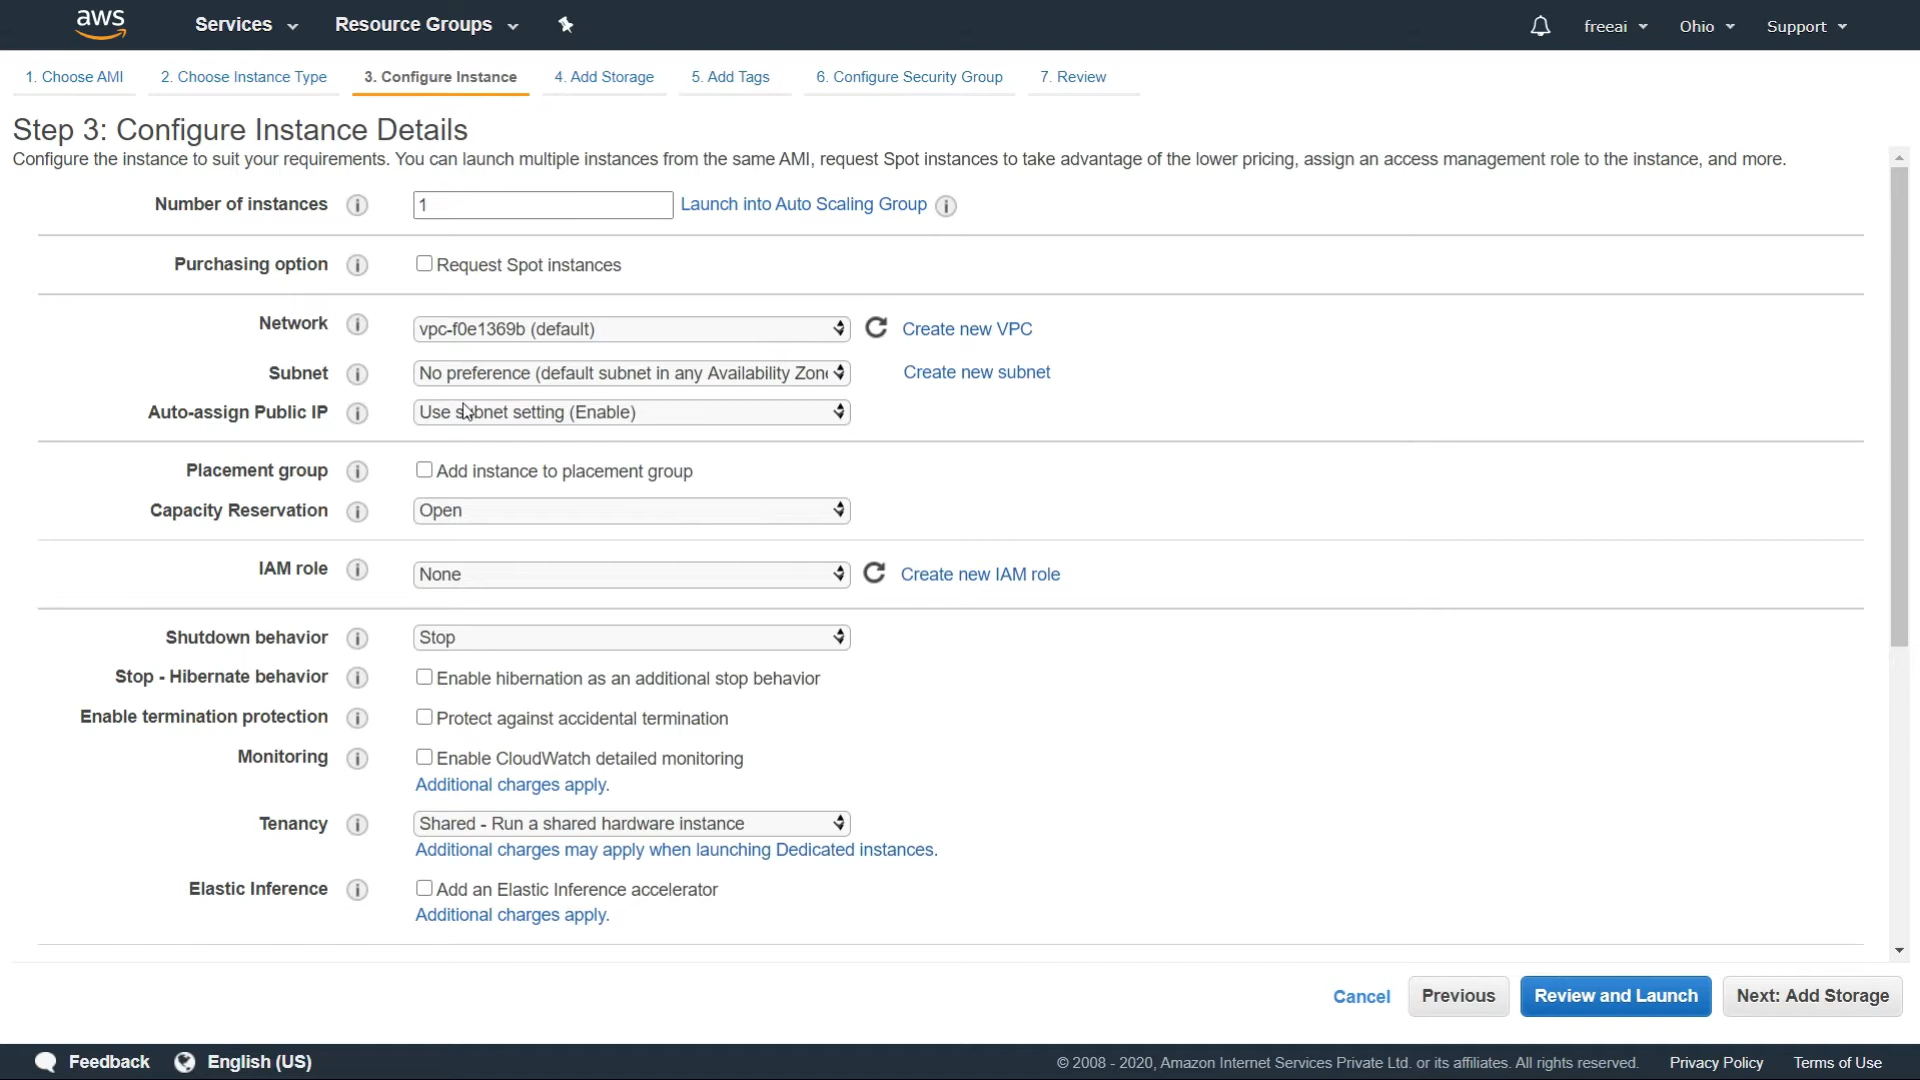 aws Services Resource Groups freeai Ohio Support
1. Choose AMI 2. Choose Instance Type 3. Configure Instance 4. Add Storage 5. Add Tags 6. Configure Security Group 7. Review
Step 3: Configure Instance Details
Configure the instance to suit your requirements. You can launch multiple instances from the same AMI, request Spot instances to take advantage of the lower pricing, assign an access management role to the instance, and more.
Number of instances i 1 Launch into Auto Scaling Group i
Purchasing option i Request Spot instances
Network i vpc-f0e1369b (default) Create new VPC
Subnet i No preference (default subnet in any Availability Zone Create new subnet
Auto-assign Public IP i Use subnet setting (Enable)
Placement group i Add instance to placement group
Capacity Reservation i Open
IAM role i None Create new IAM role
Shutdown behavior i Stop
Stop - Hibernate behavior i Enable hibernation as an additional stop behavior
Enable termination protection i Protect against accidental termination
Monitoring i Enable CloudWatch detailed monitoring
Additional charges apply.
Tenancy i Shared - Run a shared hardware instance
Additional charges may apply when launching Dedicated instances.
Elastic Inference i Add an Elastic Inference accelerator
Additional charges apply.
Cancel Previous Review and Launch Next: Add Storage
Feedback English (US) © 2008 - 2020, Amazon Internet Services Private Ltd. or its affiliates. All rights reserved. Privacy Policy Terms of Use